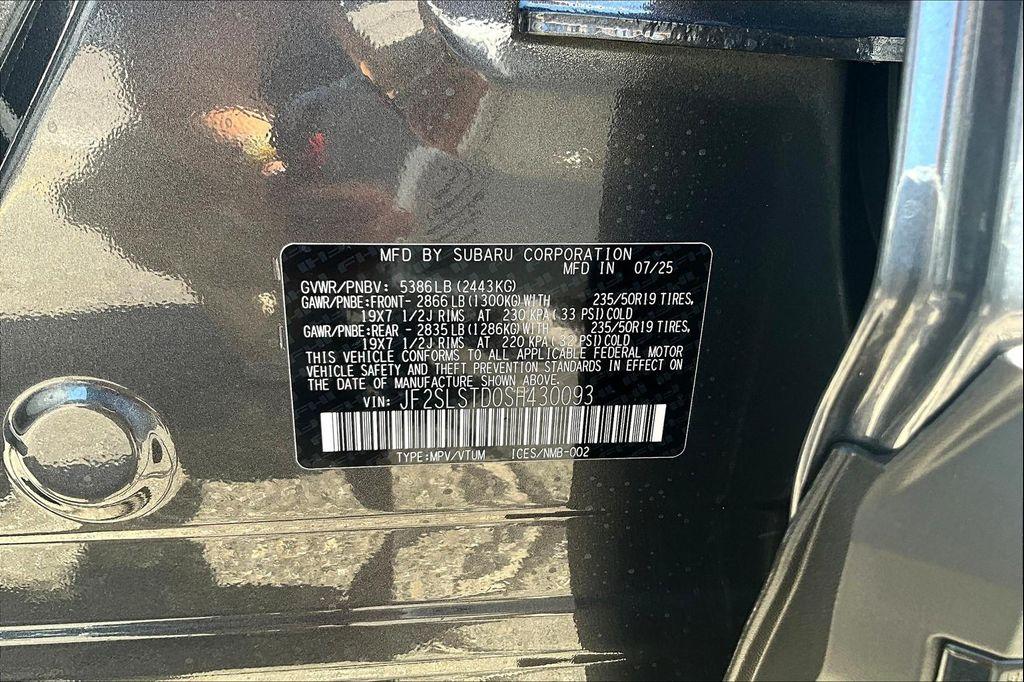 MFD BY SUBARU CORPORATION
MFD IN 07/25
GVWR/PNBV: 5386LB (2443KG)
GAWR/PNBE:FRONT- 2866LB (1300KG)WITH 235/50R19 TIRES,
19X7 1/2J RIMS AT 230 KPA (33 PSI)COLD
GAWR/PNBE:REAR - 2835LB (1286KG)WITH 235/50R19 TIRES,
19X7 1/2J RIMS AT 220 KPA (32 PSI)COLD
THIS VEHICLE CONFORMS TO ALL APPLICABLE FEDERAL MOTOR
VEHICLE SAFETY AND THEFT PREVENTION STANDARDS IN EFFECT ON
THE DATE OF MANUFACTURE SHOWN ABOVE.
VIN: JF2SLSTD0SH430093
TYPE:MPV/VTUM ICES/NMB-002